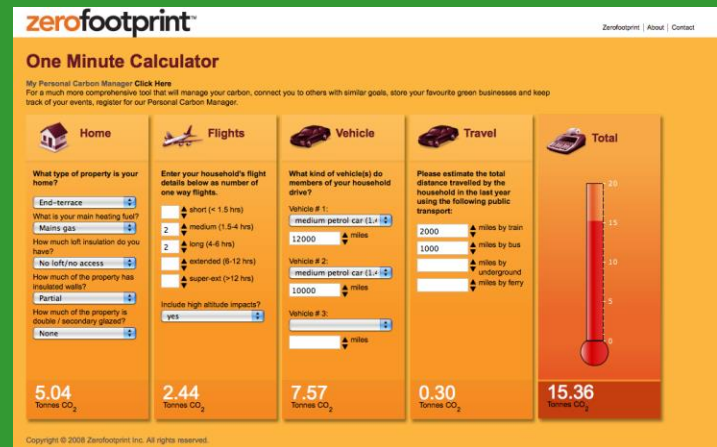 zerofootprint™
Zerofootprint | About | Contact
One Minute Calculator
My Personal Carbon Manager Click Here
For a much more comprehensive tool that will manage your carbon, connect you to others with similar goals, store your favourite green businesses and keep
track of your events, register for our Personal Carbon Manager.
Home
What type of property is your
home?
End-terrace
What is your main heating fuel?
Mains gas
How much loft insulation do you
have?
No loft/no access
How much of the property has
insulated walls?
Partial
How much of the property is
double / secondary glazed?
None
5.04
Tonnes CO2
Flights
Enter your household's flight
details below as number of
one way flights.
short (< 1.5 hrs)
2 medium (1.5-4 hrs)
2 long (4-6 hrs)
extended (6-12 hrs)
super-ext (>12 hrs)
Include high altitude impacts?
yes
2.44
Tonnes CO2
Vehicle
What kind of vehicle(s) do
members of your household
drive?
Vehicle # 1:
medium petrol car (1.4
12000 miles
Vehicle # 2:
medium petrol car (1.4
10000 miles
Vehicle # 3:
miles
7.57
Tonnes CO2
Travel
Please estimate the total
distance travelled by the
household in the last year
using the following public
transport:
2000 miles by train
1000 miles by bus
miles by
underground
miles by ferry
0.30
Tonnes CO2
Total
20
15
10
5
0
15.36
Tonnes CO2
Copyright © 2008 Zerofootprint Inc. All rights reserved.